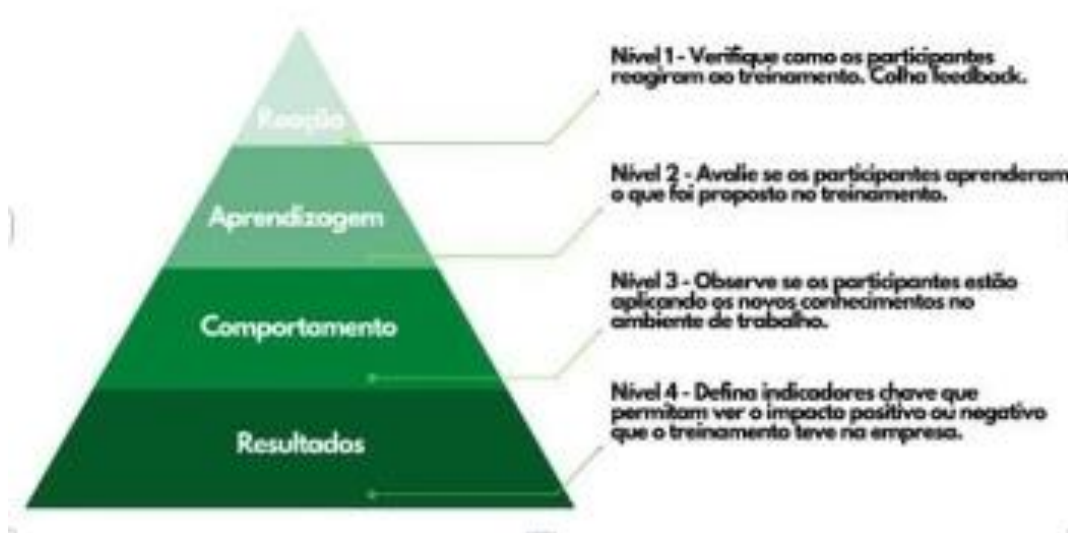 Nível 1 - Verifique como os participantes
reagiram ao treinamento. Colha feedback.
Reação
Nível 2 - Avalie se os participantes aprenderam
o que foi proposto no treinamento.
Aprendizagem
Nível 3 - Observe se os participantes estão
aplicando os novos conhecimentos no
ambiente de trabalho.
Comportamento
Nível 4 - Defina indicadores chave que
permitam ver o impacto positivo ou negativo
que o treinamento teve na empresa.
Resultados